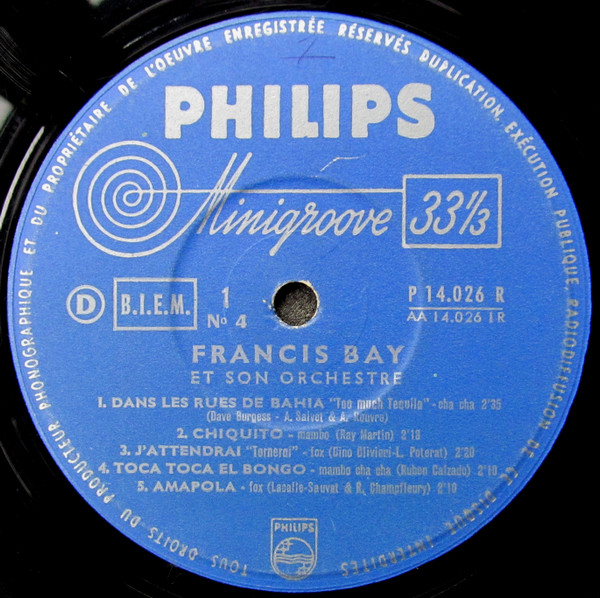 TOUS DROITS DU PRODUCTEUR PHONOGRAPHIQUE ET DU PROPRIÉTAIRE DE L'OEUVRE ENREGISTRÉE RÉSERVÉS DUPLICATION, EXÉCUTION PUBLIQUE, RADIODIFFUSION DE CE DISQUE INTERDITES
PHILIPS
Minigroove 33⅓
D B.I.E.M. 1 P 14.026 R
No 4 AA 14.026 1 R
FRANCIS BAY
ET SON ORCHESTRE
1. DANS LES RUES DE BAHIA "Too much Tequila" - cha cha 2'35
(Dave Burgess - A. Salvet & A. Rouvre)
2. CHIQUITO - mambo (Ray Martin) 2'18
3. J'ATTENDRAI "Tornerai" - fox (Dino Olivieri-L. Poterat) 2'20
4. TOCA TOCA EL BONGO - mambo cha cha (Ruben Calzado) 2'10
5. AMAPOLA - fox (Lacalle-Sauvat & R. Champfleury) 2'10
PHILIPS